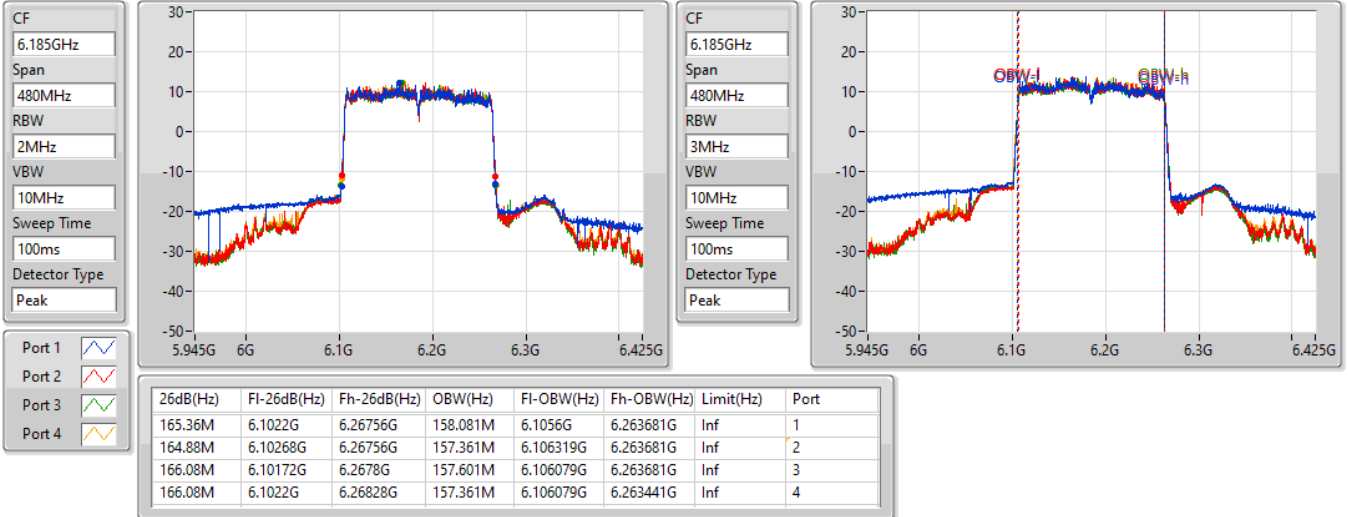 CF
6.185GHz
Span
480MHz
RBW
2MHz
VBW
10MHz
Sweep Time
100ms
Detector Type
Peak
30
20
10
0
-10
-20
-30
-40
-50
5.945G 6G 6.1G 6.2G 6.3G 6.425G
CF
6.185GHz
Span
480MHz
RBW
3MHz
VBW
10MHz
Sweep Time
100ms
Detector Type
Peak
30
20
10
0
-10
-20
-30
-40
-50
OBW-l OBW-h
5.945G 6G 6.1G 6.2G 6.3G 6.425G
Port 1
Port 2
Port 3
Port 4
26dB(Hz) Fl-26dB(Hz) Fh-26dB(Hz) OBW(Hz) Fl-OBW(Hz) Fh-OBW(Hz) Limit(Hz) Port
165.36M 6.1022G 6.26756G 158.081M 6.1056G 6.263681G Inf 1
164.88M 6.10268G 6.26756G 157.361M 6.106319G 6.263681G Inf 2
166.08M 6.10172G 6.2678G 157.601M 6.106079G 6.263681G Inf 3
166.08M 6.1022G 6.26828G 157.361M 6.106079G 6.263441G Inf 4